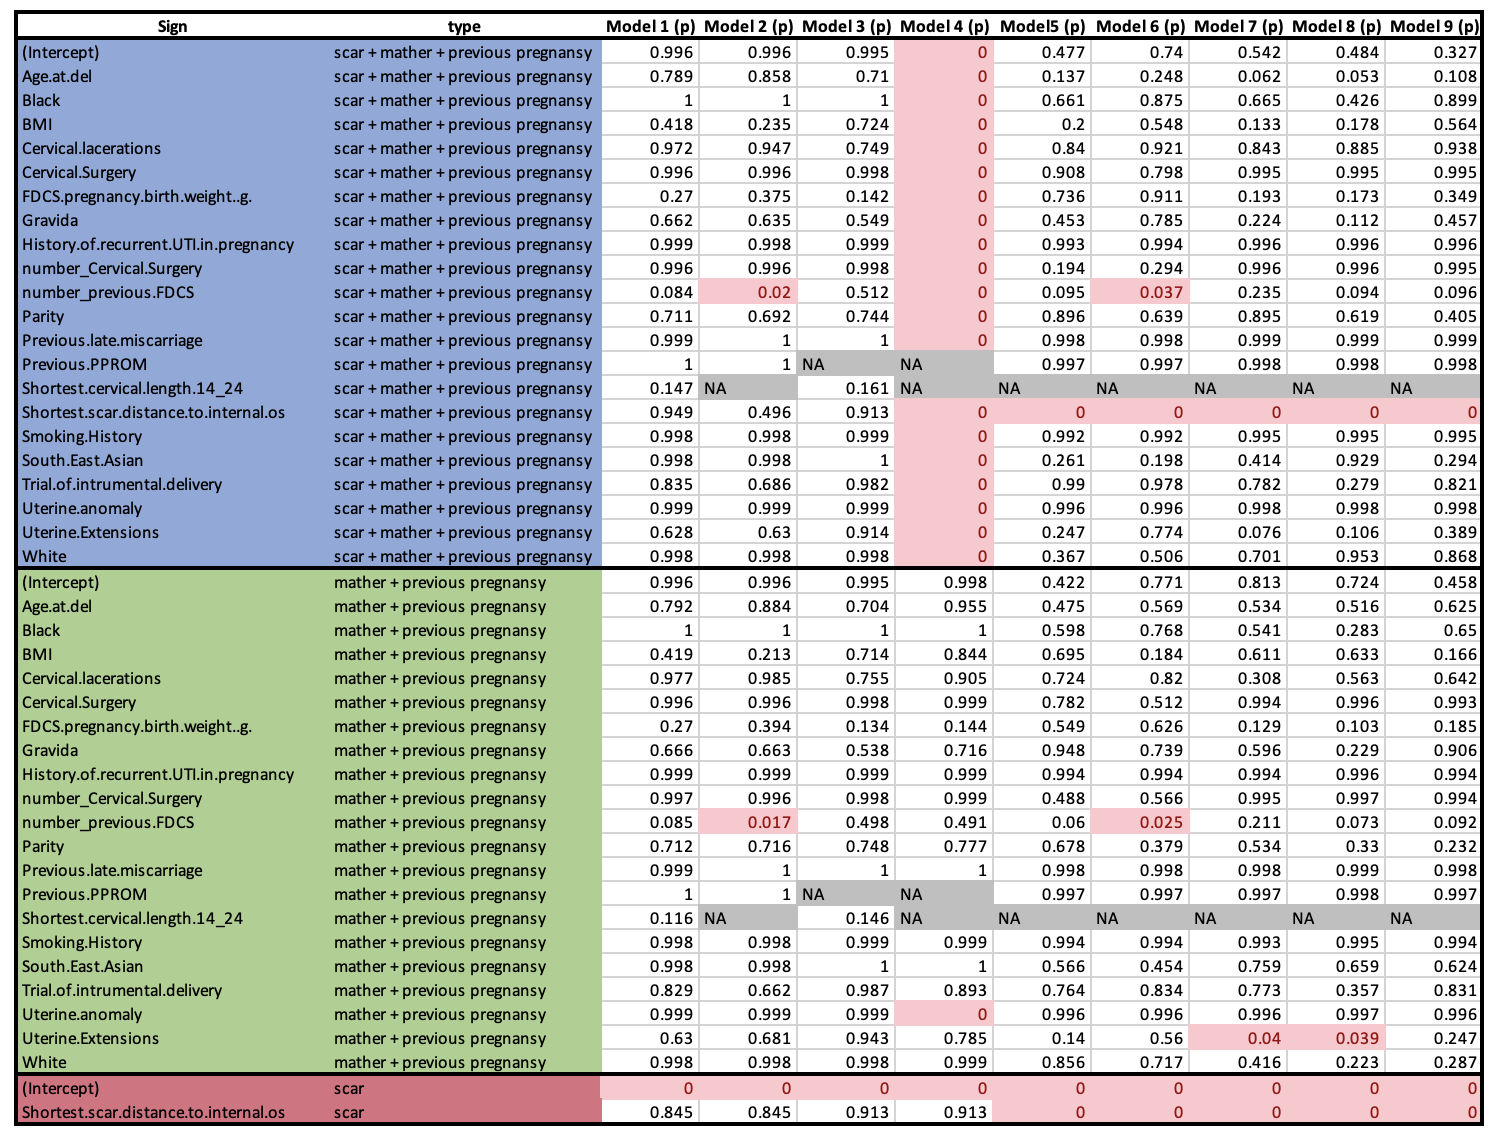 Sign type Model 1 (p) Model 2 (p) Model 3 (p) Model 4 (p) Model5 (p) Model 6 (p) Model 7 (p) Model 8 (p) Model 9 (p)
(Intercept) scar + mather + previous pregnansy 0.996 0.996 0.995 0 0.477 0.74 0.542 0.484 0.327
Age.at.del scar + mather + previous pregnansy 0.789 0.858 0.71 0 0.137 0.248 0.062 0.053 0.108
Black scar + mather + previous pregnansy 1 1 1 0 0.661 0.875 0.665 0.426 0.899
BMI scar + mather + previous pregnansy 0.418 0.235 0.724 0 0.2 0.548 0.133 0.178 0.564
Cervical.lacerations scar + mather + previous pregnansy 0.972 0.947 0.749 0 0.84 0.921 0.843 0.885 0.938
Cervical.Surgery scar + mather + previous pregnansy 0.996 0.996 0.998 0 0.908 0.798 0.995 0.995 0.995
FDCS.pregnancy.birth.weight..g. scar + mather + previous pregnansy 0.27 0.375 0.142 0 0.736 0.911 0.193 0.173 0.349
Gravida scar + mather + previous pregnansy 0.662 0.635 0.549 0 0.453 0.785 0.224 0.112 0.457
History.of.recurrent.UTI.in.pregnancy scar + mather + previous pregnansy 0.999 0.998 0.999 0 0.993 0.994 0.996 0.996 0.996
number_Cervical.Surgery scar + mather + previous pregnansy 0.996 0.996 0.998 0 0.194 0.294 0.996 0.996 0.995
number_previous.FDCS scar + mather + previous pregnansy 0.084 0.02 0.512 0 0.095 0.037 0.235 0.094 0.096
Parity scar + mather + previous pregnansy 0.711 0.692 0.744 0 0.896 0.639 0.895 0.619 0.405
Previous.late.miscarriage scar + mather + previous pregnansy 0.999 1 1 0 0.998 0.998 0.999 0.999 0.999
Previous.PPROM scar + mather + previous pregnansy 1 1 NA NA 0.997 0.997 0.998 0.998 0.998
Shortest.cervical.length.14_24 scar + mather + previous pregnansy 0.147 NA 0.161 NA NA NA NA NA NA
Shortest.scar.distance.to.internal.os scar + mather + previous pregnansy 0.949 0.496 0.913 0 0 0 0 0 0
Smoking.History scar + mather + previous pregnansy 0.998 0.998 0.999 0 0.992 0.992 0.995 0.995 0.995
South.East.Asian scar + mather + previous pregnansy 0.998 0.998 1 0 0.261 0.198 0.414 0.929 0.294
Trial.of.intrumental.delivery scar + mather + previous pregnansy 0.835 0.686 0.982 0 0.99 0.978 0.782 0.279 0.821
Uterine.anomaly scar + mather + previous pregnansy 0.999 0.999 0.999 0 0.996 0.996 0.998 0.998 0.998
Uterine.Extensions scar + mather + previous pregnansy 0.628 0.63 0.914 0 0.247 0.774 0.076 0.106 0.389
White scar + mather + previous pregnansy 0.998 0.998 0.998 0 0.367 0.506 0.701 0.953 0.868
(Intercept) mather + previous pregnansy 0.996 0.996 0.995 0.998 0.422 0.771 0.813 0.724 0.458
Age.at.del mather + previous pregnansy 0.792 0.884 0.704 0.955 0.475 0.569 0.534 0.516 0.625
Black mather + previous pregnansy 1 1 1 1 0.598 0.768 0.541 0.283 0.65
BMI mather + previous pregnansy 0.419 0.213 0.714 0.844 0.695 0.184 0.611 0.633 0.166
Cervical.lacerations mather + previous pregnansy 0.977 0.985 0.755 0.905 0.724 0.82 0.308 0.563 0.642
Cervical.Surgery mather + previous pregnansy 0.996 0.996 0.998 0.999 0.782 0.512 0.994 0.996 0.993
FDCS.pregnancy.birth.weight..g. mather + previous pregnansy 0.27 0.394 0.134 0.144 0.549 0.626 0.129 0.103 0.185
Gravida mather + previous pregnansy 0.666 0.663 0.538 0.716 0.948 0.739 0.596 0.229 0.906
History.of.recurrent.UTI.in.pregnancy mather + previous pregnansy 0.999 0.999 0.999 0.999 0.994 0.994 0.994 0.996 0.994
number_Cervical.Surgery mather + previous pregnansy 0.997 0.996 0.998 0.999 0.488 0.566 0.995 0.997 0.994
number_previous.FDCS mather + previous pregnansy 0.085 0.017 0.498 0.491 0.06 0.025 0.211 0.073 0.092
Parity mather + previous pregnansy 0.712 0.716 0.748 0.777 0.678 0.379 0.534 0.33 0.232
Previous.late.miscarriage mather + previous pregnansy 0.999 1 1 1 0.998 0.998 0.998 0.999 0.998
Previous.PPROM mather + previous pregnansy 1 1 NA NA 0.997 0.997 0.997 0.998 0.997
Shortest.cervical.length.14_24 mather + previous pregnansy 0.116 NA 0.146 NA NA NA NA NA NA
Smoking.History mather + previous pregnansy 0.998 0.998 0.999 0.999 0.994 0.994 0.993 0.995 0.994
South.East.Asian mather + previous pregnansy 0.998 0.998 1 1 0.566 0.454 0.759 0.659 0.624
Trial.of.intrumental.delivery mather + previous pregnansy 0.829 0.662 0.987 0.893 0.764 0.834 0.773 0.357 0.831
Uterine.anomaly mather + previous pregnansy 0.999 0.999 0.999 0 0.996 0.996 0.996 0.997 0.996
Uterine.Extensions mather + previous pregnansy 0.63 0.681 0.943 0.785 0.14 0.56 0.04 0.039 0.247
White mather + previous pregnansy 0.998 0.998 0.998 0.999 0.856 0.717 0.416 0.223 0.287
(Intercept) scar 0 0 0 0 0 0 0 0 0
Shortest.scar.distance.to.internal.os scar 0.845 0.845 0.913 0.913 0 0 0 0 0